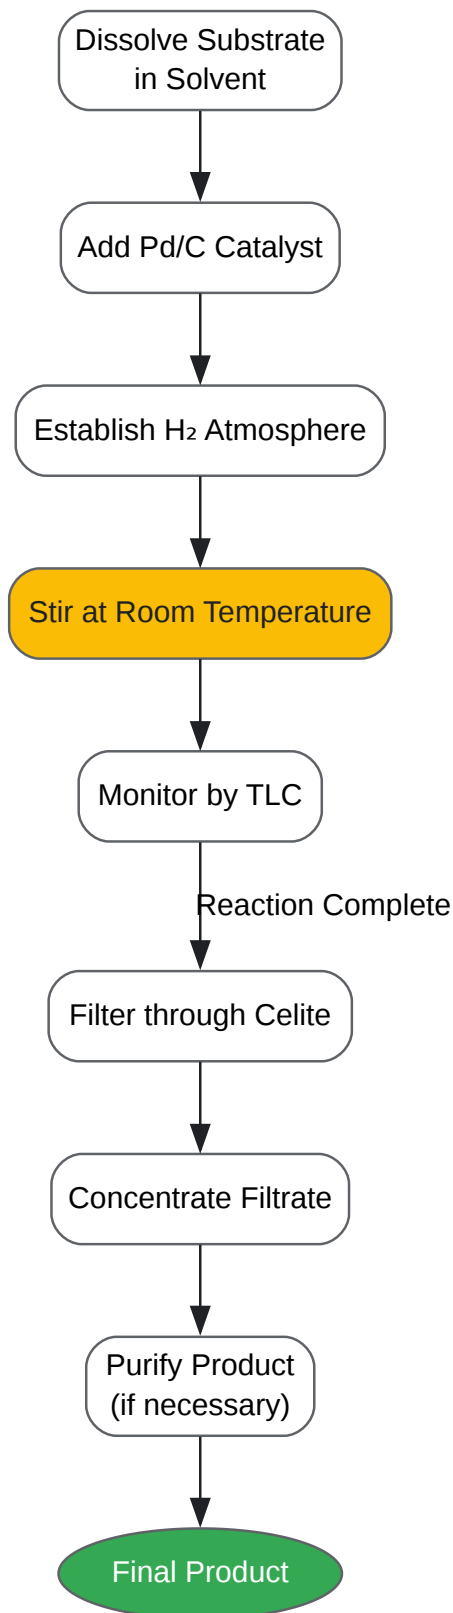 Dissolve Substrate
in Solvent
Add Pd/C Catalyst
Establish H₂ Atmosphere
Stir at Room Temperature
Monitor by TLC
Reaction Complete
Filter through Celite
Concentrate Filtrate
Purify Product
(if necessary)
Final Product